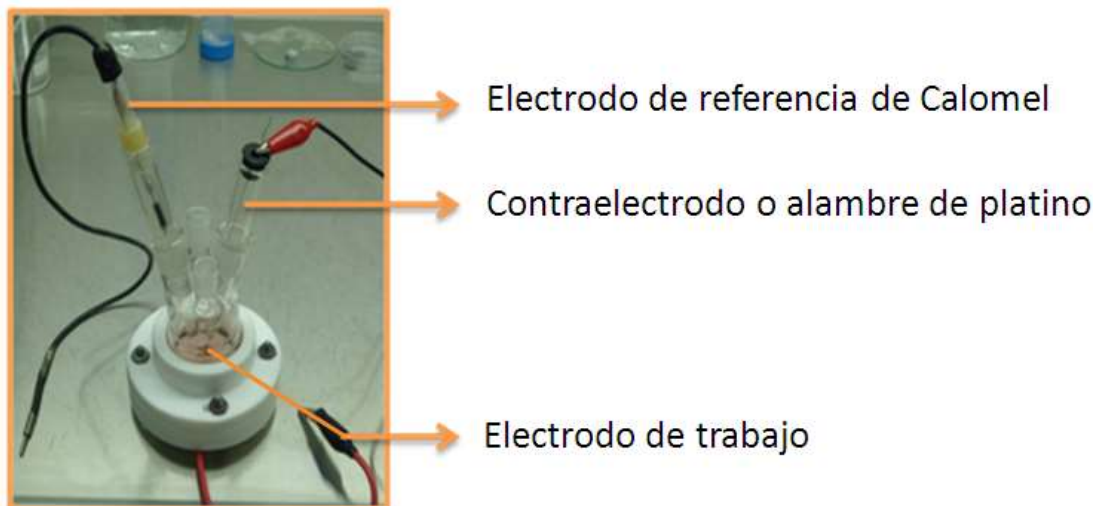 Electrodo de referencia de Calomel
Contraelectrodo o alambre de platino
Electrodo de trabajo